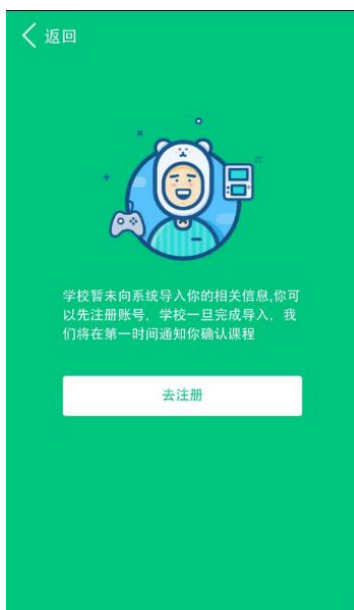 返回
学校暂未向系统导入你的相关信息,你可
以先注册账号，学校一旦完成导入，我
们将在第一时间通知你确认课程
去注册